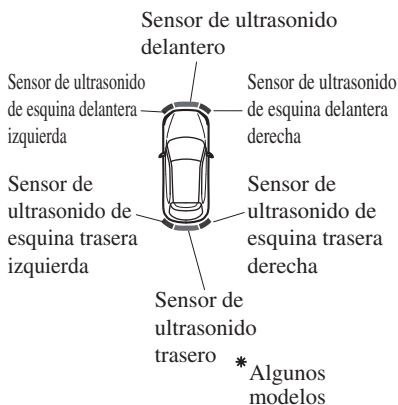 Sensor de ultrasonido
delantero
Sensor de ultrasonido
de esquina delantera
izquierda
Sensor de ultrasonido
de esquina delantera
derecha
Sensor de
ultrasonido de
esquina trasera
izquierda
Sensor de
ultrasonido de
esquina trasera
derecha
Sensor de
ultrasonido
trasero
* Algunos
modelos